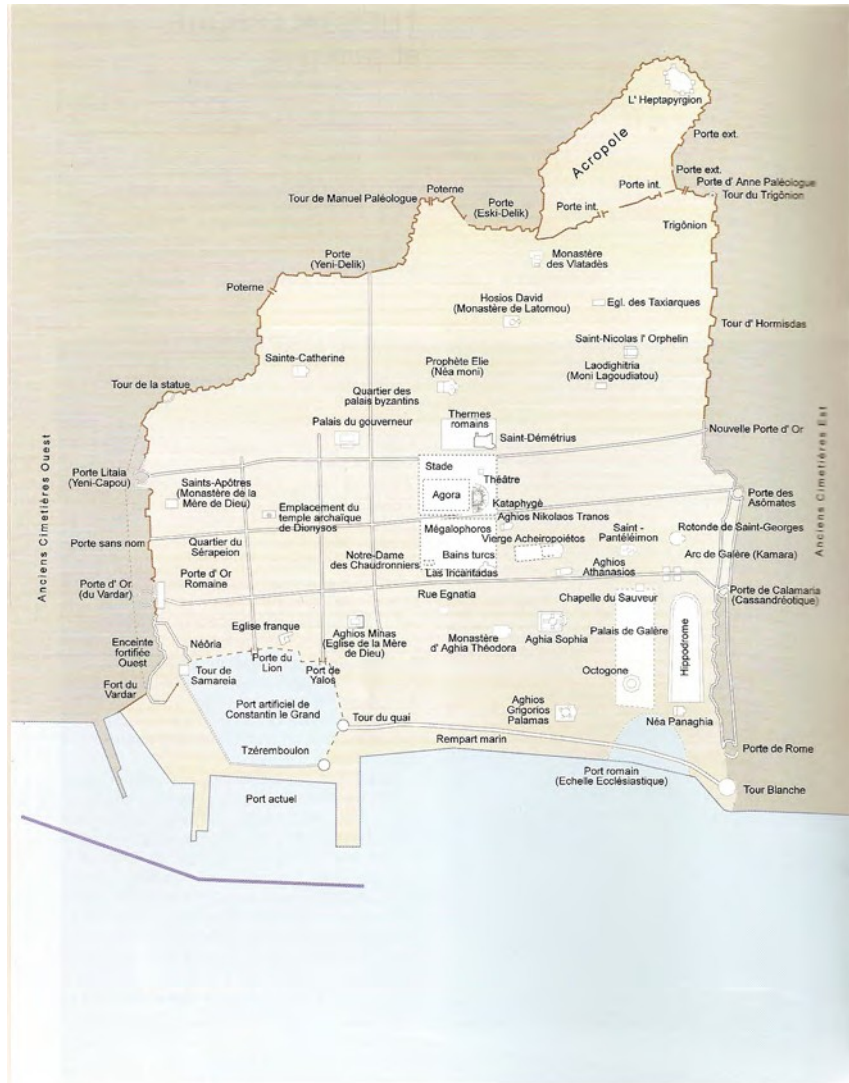 L' Heptapyrgion
Acropole
Porte ext.
Porte ext.
Porte int.
Porte d' Anne Paléologue
Tour du Trigônion
Poterne
Tour de Manuel Paléologue
Porte
(Eski-Delik)
Porte int.
Trigônion
Porte
(Yeni-Delik)
Monastère
des Vlatadès
Poterne
Hosios David
(Monastère de Latomou)
Egl. des Taxiarques
Tour d' Hormisdas
Saint-Nicolas l' Orphelin
Sainte-Catherine
Prophète Elie
(Néa moni)
Laodighitria
(Moni Lagoudiatou)
Tour de la statue
Quartier des
palais byzantins
Thermes
romains
Palais du gouverneur
Saint-Démétrius
Nouvelle Porte d' Or
Anciens Cimetières Ouest
Anciens Cimetières Est
Stade
Porte Litaia
(Yeni-Capou)
Théâtre
Saints-Apôtres
(Monastère de la
Mère de Dieu)
Agora
Porte des
Asômates
Kataphygè
Emplacement du
temple archaïque
de Dionysos
Aghios Nikolaos Tranos
Mégalophoros
Saint -
Pantéléimon
Rotonde de Saint-Georges
Porte sans nom
Quartier du
Sérapeion
Vierge Acheiropoiétos
Notre-Dame
des Chaudronniers
Bains turcs
Arc de Galère (Kamara)
Aghios
Athanasios
Las Incantadas
Porte d' Or
(du Vardar)
Porte d' Or
Romaine
Rue Egnatia
Chapelle du Sauveur
Porte de Calamaria
(Cassandréotique)
Eglise franque
Aghios Minas
(Eglise de la Mère
de Dieu)
Monastère
d' Aghia Théodora
Aghia Sophia
Palais de Galère
Hippodrome
Enceinte
fortifiée
Ouest
Néôria
Porte du
Lion
Port de
Yalos
Tour de
Samareia
Octogone
Fort du
Vardar
Port artificiel de
Constantin le Grand
Aghios
Grigorios
Palamas
Tour du quai
Néa Panaghia
Rempart marin
Tzéremboulon
Porte de Rome
Port romain
(Echelle Ecclésiastique)
Tour Blanche
Port actuel